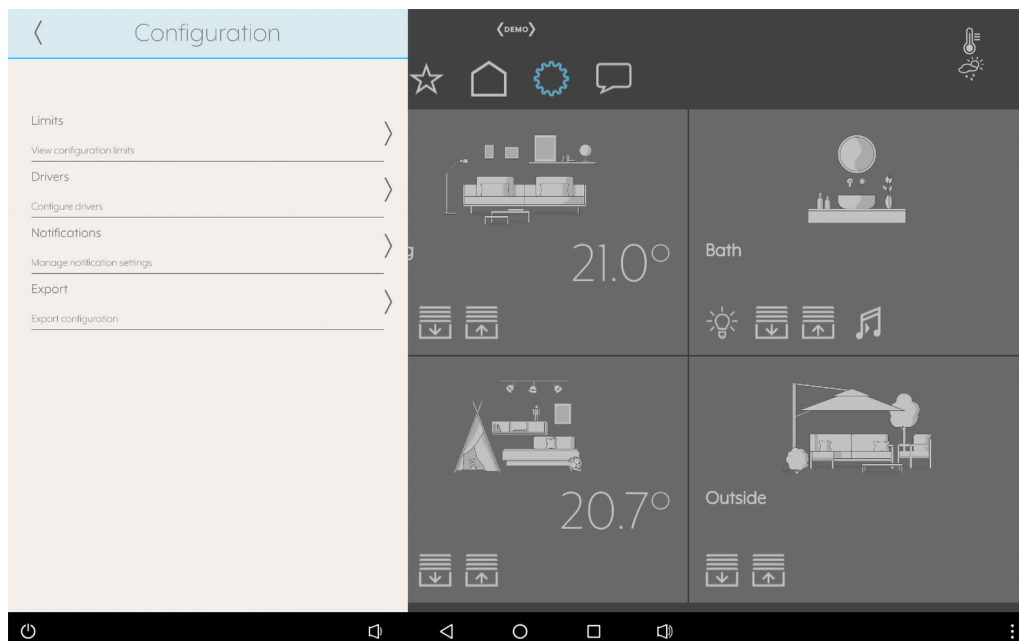 Configuration
⟨DEMO⟩
Limits
View configuration limits
Drivers
Configure drivers
Notifications
Manage notification settings
Export
Export configuration
g
21.0°
Bath
20.7°
Outside